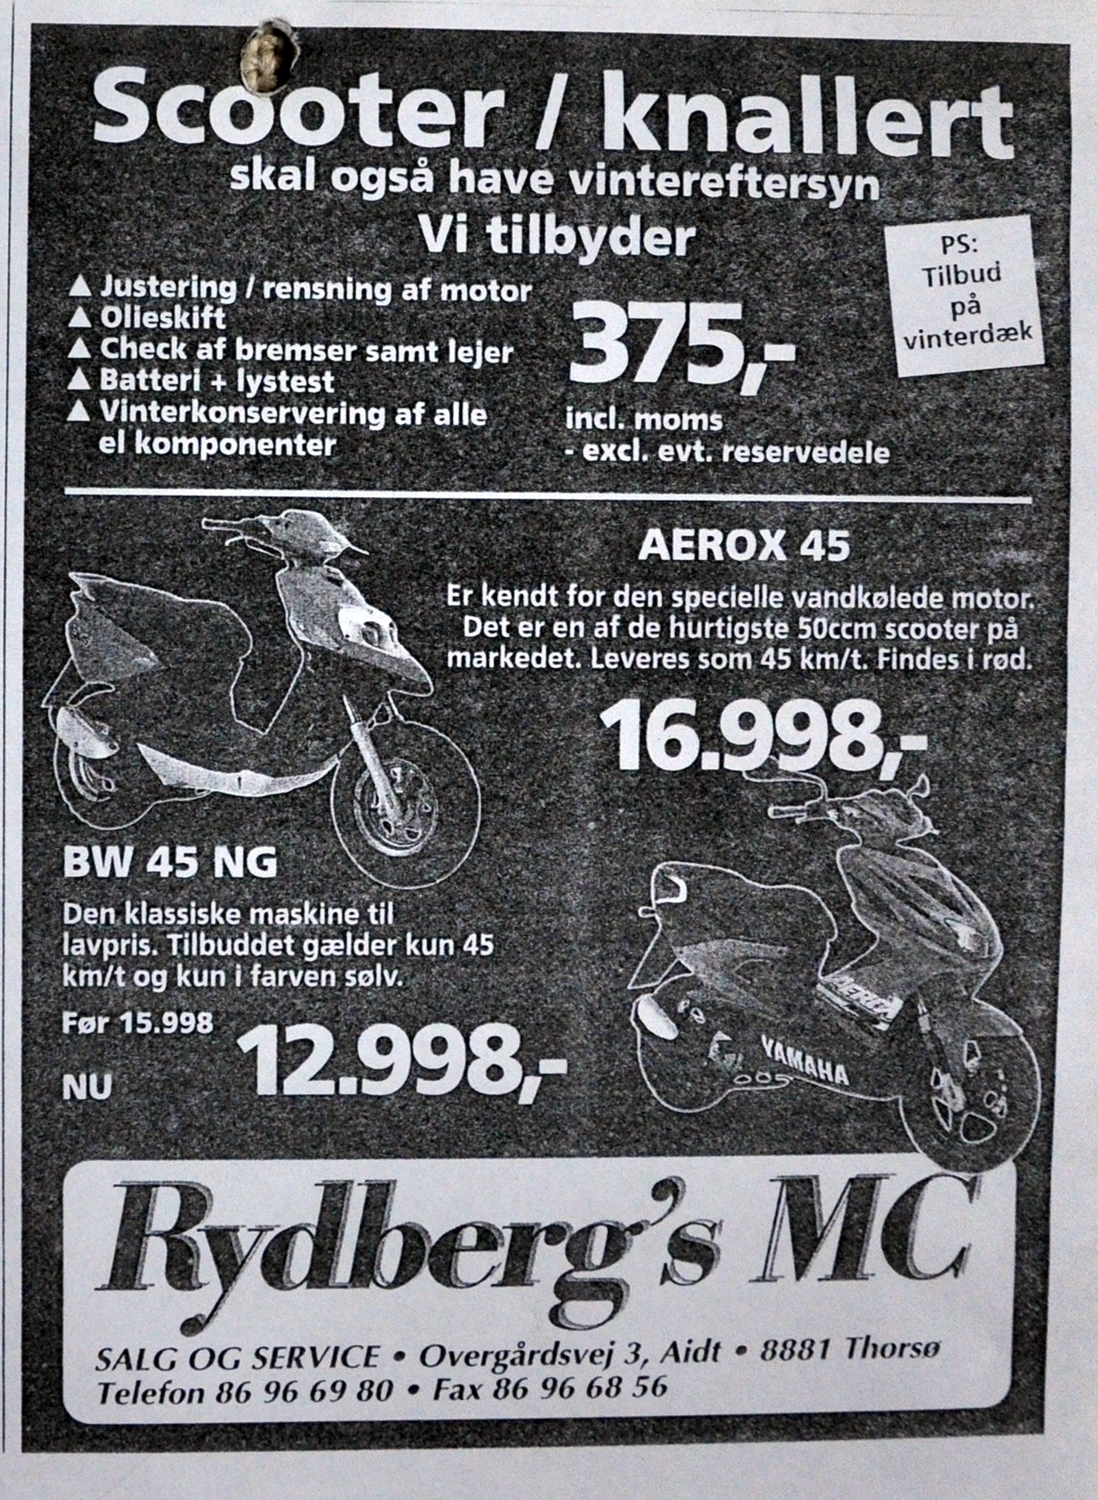 Scooter / knallert
skal også have vintereftersyn
Vi tilbyder
▲ Justering / rensning af motor
▲ Olieskift
▲ Check af bremser samt lejer
▲ Batteri + lystest
▲ Vinterkonservering af alle
el komponenter
375,-
incl. moms
- excl. evt. reservedele
PS:
Tilbud
på
vinterdæk
AEROX 45
Er kendt for den specielle vandkølede motor.
Det er en af de hurtigste 50ccm scooter på
markedet. Leveres som 45 km/t. Findes i rød.
16.998,-
BW 45 NG
Den klassiske maskine til
lavpris. Tilbuddet gælder kun 45
km/t og kun i farven sølv.
Før 15.998
NU 12.998,-
AEROX
YAMAHA
Rydberg's MC
SALG OG SERVICE • Overgårdsvej 3, Aidt • 8881 Thorsø
Telefon 86 96 69 80 • Fax 86 96 68 56